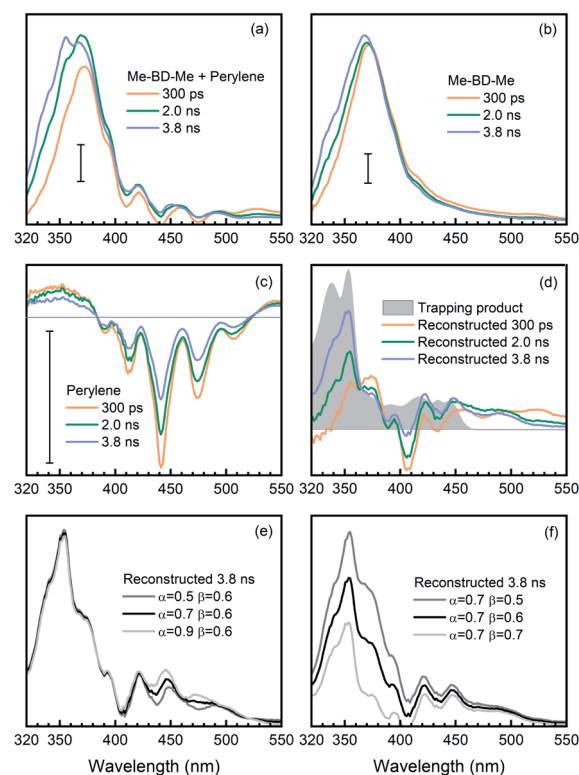 (a)
Me-BD-Me + Perylene
300 ps
2.0 ns
3.8 ns
320 350 400 450 500 550
(b)
Me-BD-Me
300 ps
2.0 ns
3.8 ns
320 350 400 450 500 550
(c)
Perylene
300 ps
2.0 ns
3.8 ns
320 350 400 450 500 550
(d)
Trapping product
Reconstructed 300 ps
Reconstructed 2.0 ns
Reconstructed 3.8 ns
320 350 400 450 500 550
(e)
Reconstructed 3.8 ns
α=0.5 β=0.6
α=0.7 β=0.6
α=0.9 β=0.6
320 350 400 450 500 550
Wavelength (nm)
(f)
Reconstructed 3.8 ns
α=0.7 β=0.5
α=0.7 β=0.6
α=0.7 β=0.7
320 350 400 450 500 550
Wavelength (nm)